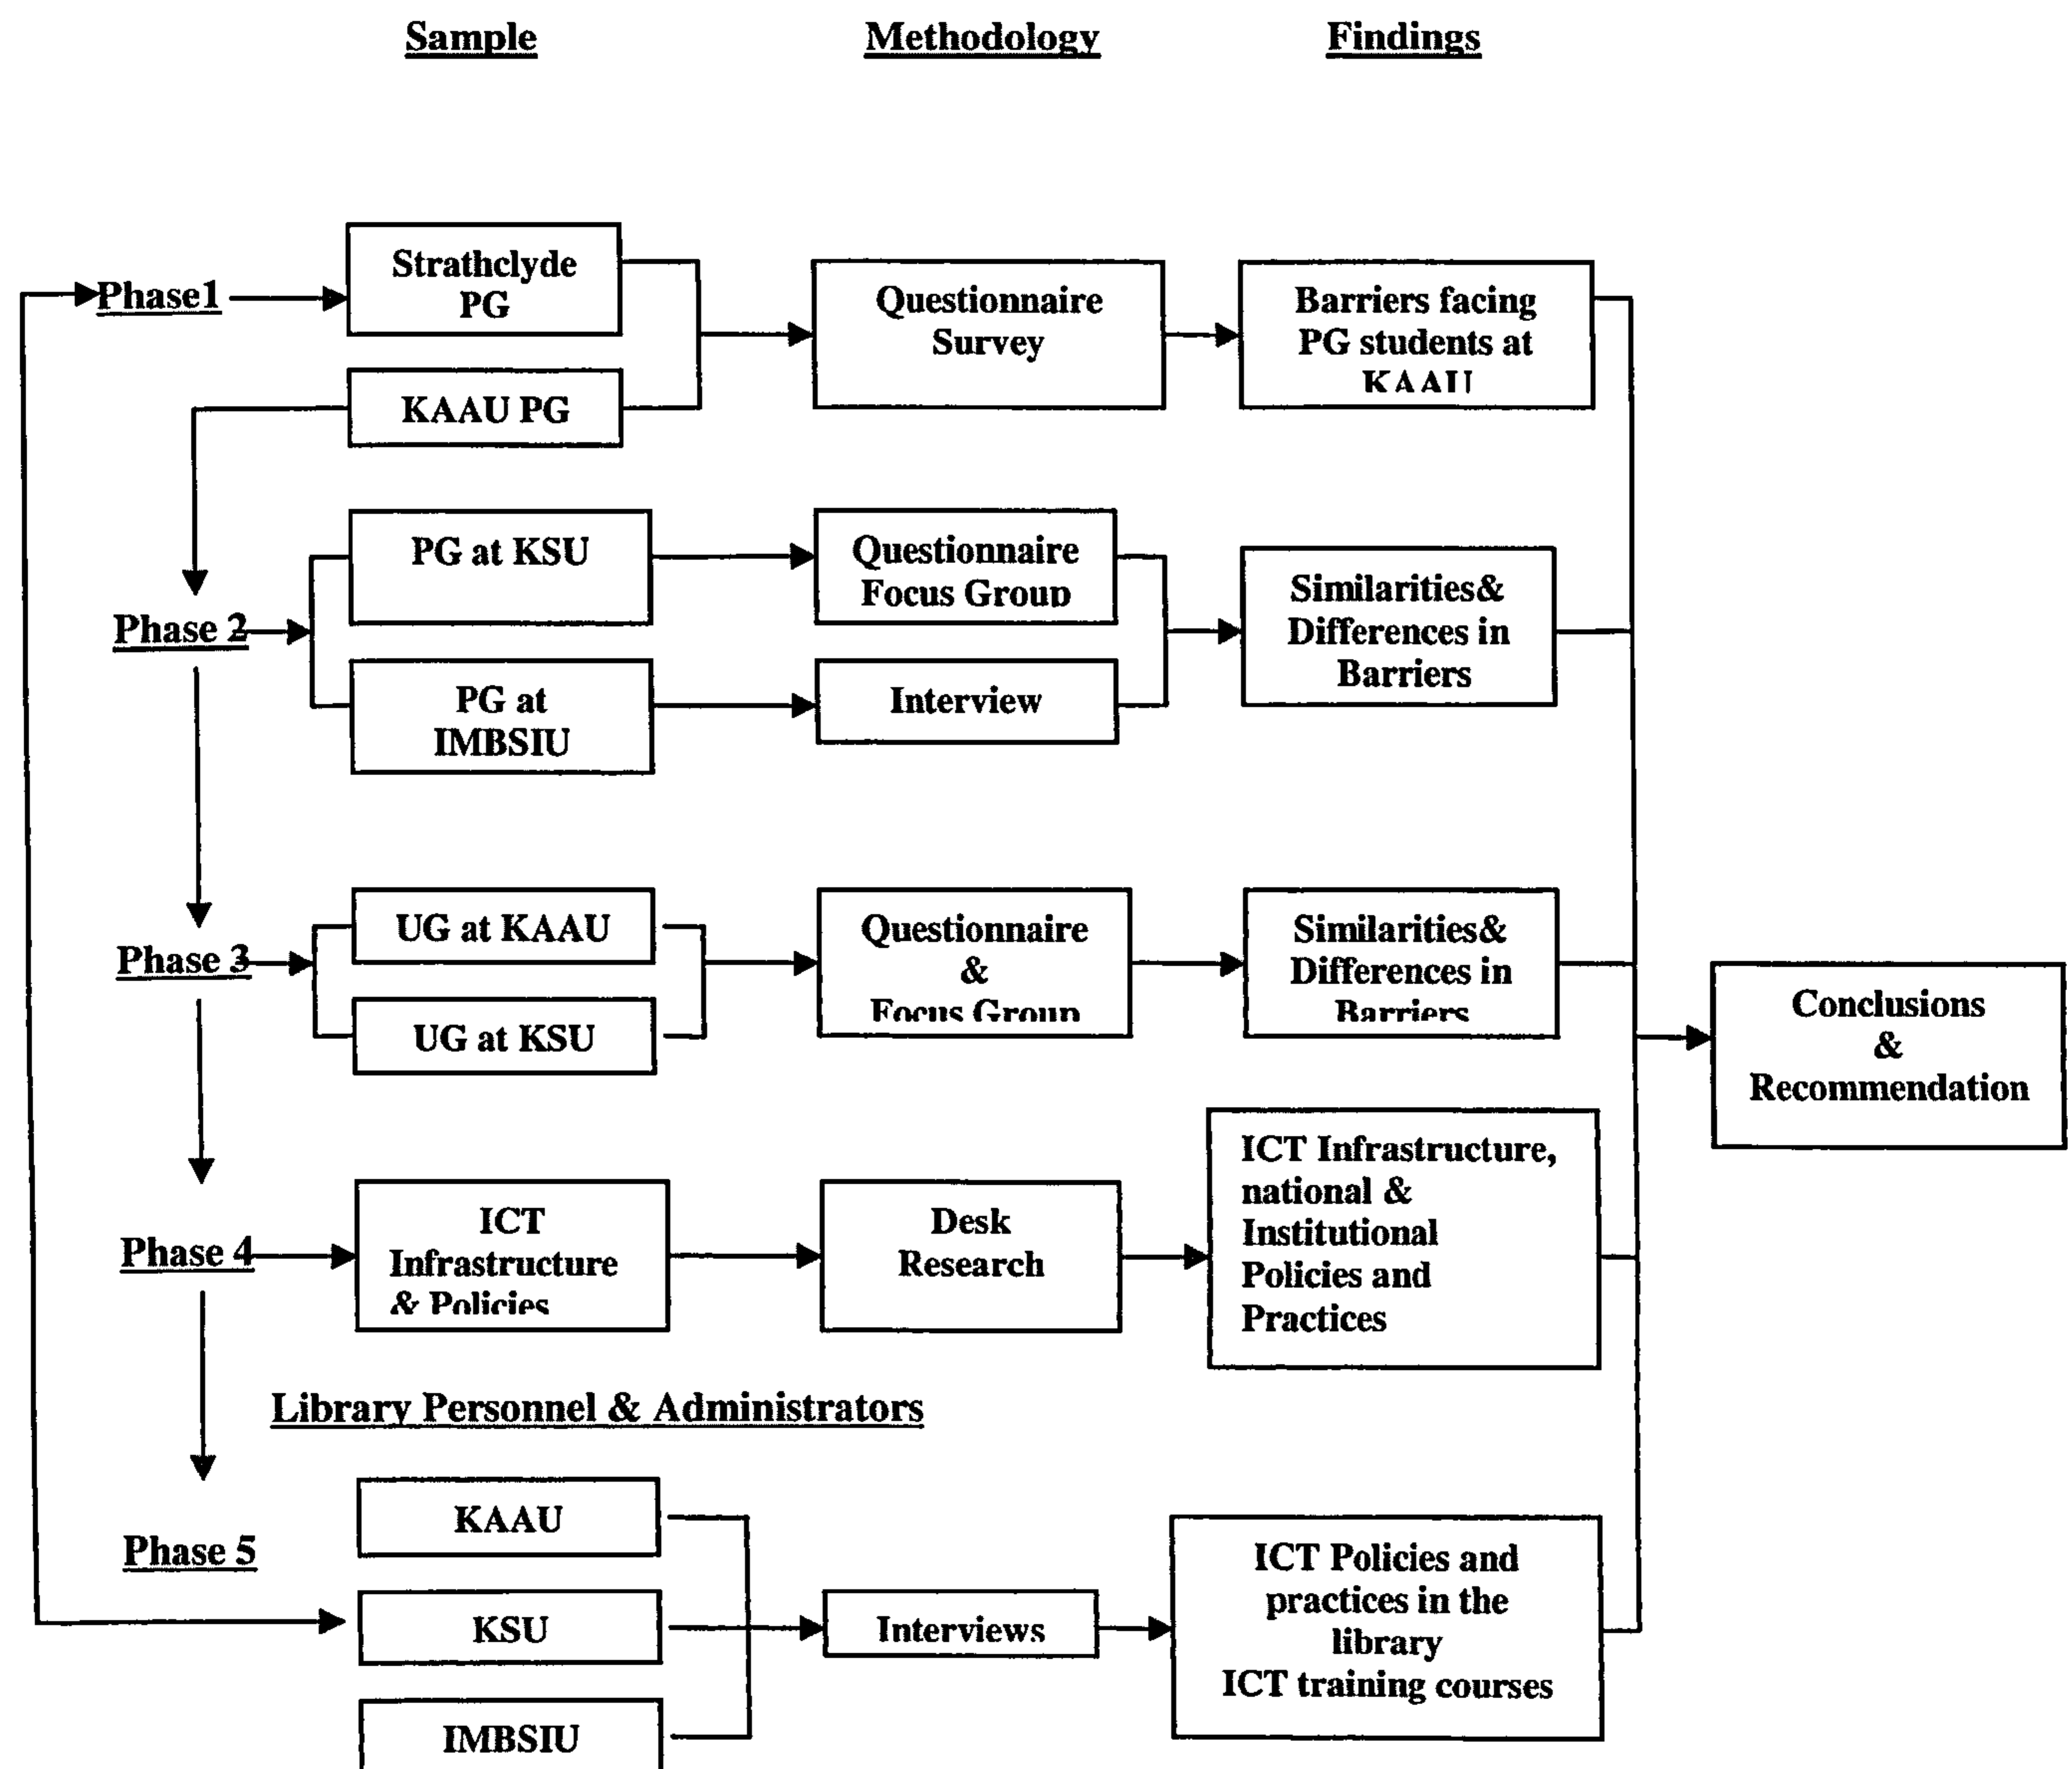 Sample Methodology Findings
Phase1
Strathclyde
PG
KAAU PG
Questionnaire
Survey
Barriers facing
PG students at
KAAU
Phase 2
PG at KSU
PG at
IMBSIU
Questionnaire
Focus Group
Interview
Similarities&
Differences in
Barriers
Phase 3
UG at KAAU
UG at KSU
Questionnaire
&
Focus Group
Similarities&
Differences in
Barriers
Conclusions
&
Recommendation
Phase 4
ICT
Infrastructure
& Policies
Desk
Research
ICT Infrastructure,
national &
Institutional
Policies and
Practices
Library Personnel & Administrators
Phase 5
KAAU
KSU
IMBSIU
Interviews
ICT Policies and
practices in the
library
ICT training courses